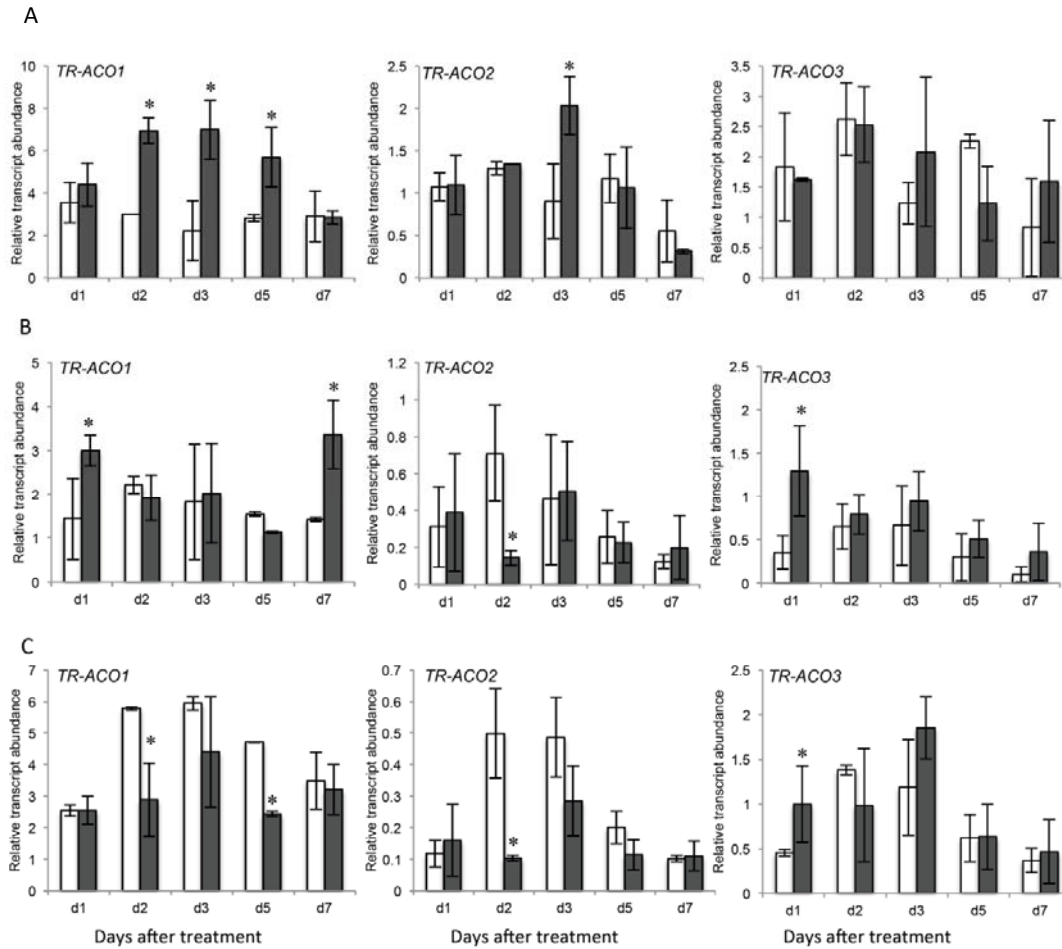 A
TR-ACO1
Relative transcript abundance
10
8
6
4
2
0
* * *
d1 d2 d3 d5 d7
TR-ACO2
Relative transcript abundance
2.5
2
1.5
1
0.5
0
*
d1 d2 d3 d5 d7
TR-ACO3
Relative transcript abundance
3.5
3
2.5
2
1.5
1
0.5
0
d1 d2 d3 d5 d7
B
TR-ACO1
Relative transcript abundance
5
4
3
2
1
0
* *
d1 d2 d3 d5 d7
TR-ACO2
Relative transcript abundance
1.2
1
0.8
0.6
0.4
0.2
0
*
d1 d2 d3 d5 d7
TR-ACO3
Relative transcript abundance
2.5
2
1.5
1
0.5
0
*
d1 d2 d3 d5 d7
C
TR-ACO1
Relative transcript abundance
7
6
5
4
3
2
1
0
* *
d1 d2 d3 d5 d7
Days after treatment
TR-ACO2
Relative transcript abundance
0.7
0.6
0.5
0.4
0.3
0.2
0.1
0
*
d1 d2 d3 d5 d7
Days after treatment
TR-ACO3
Relative transcript abundance
2.5
2
1.5
1
0.5
0
*
d1 d2 d3 d5 d7
Days after treatment